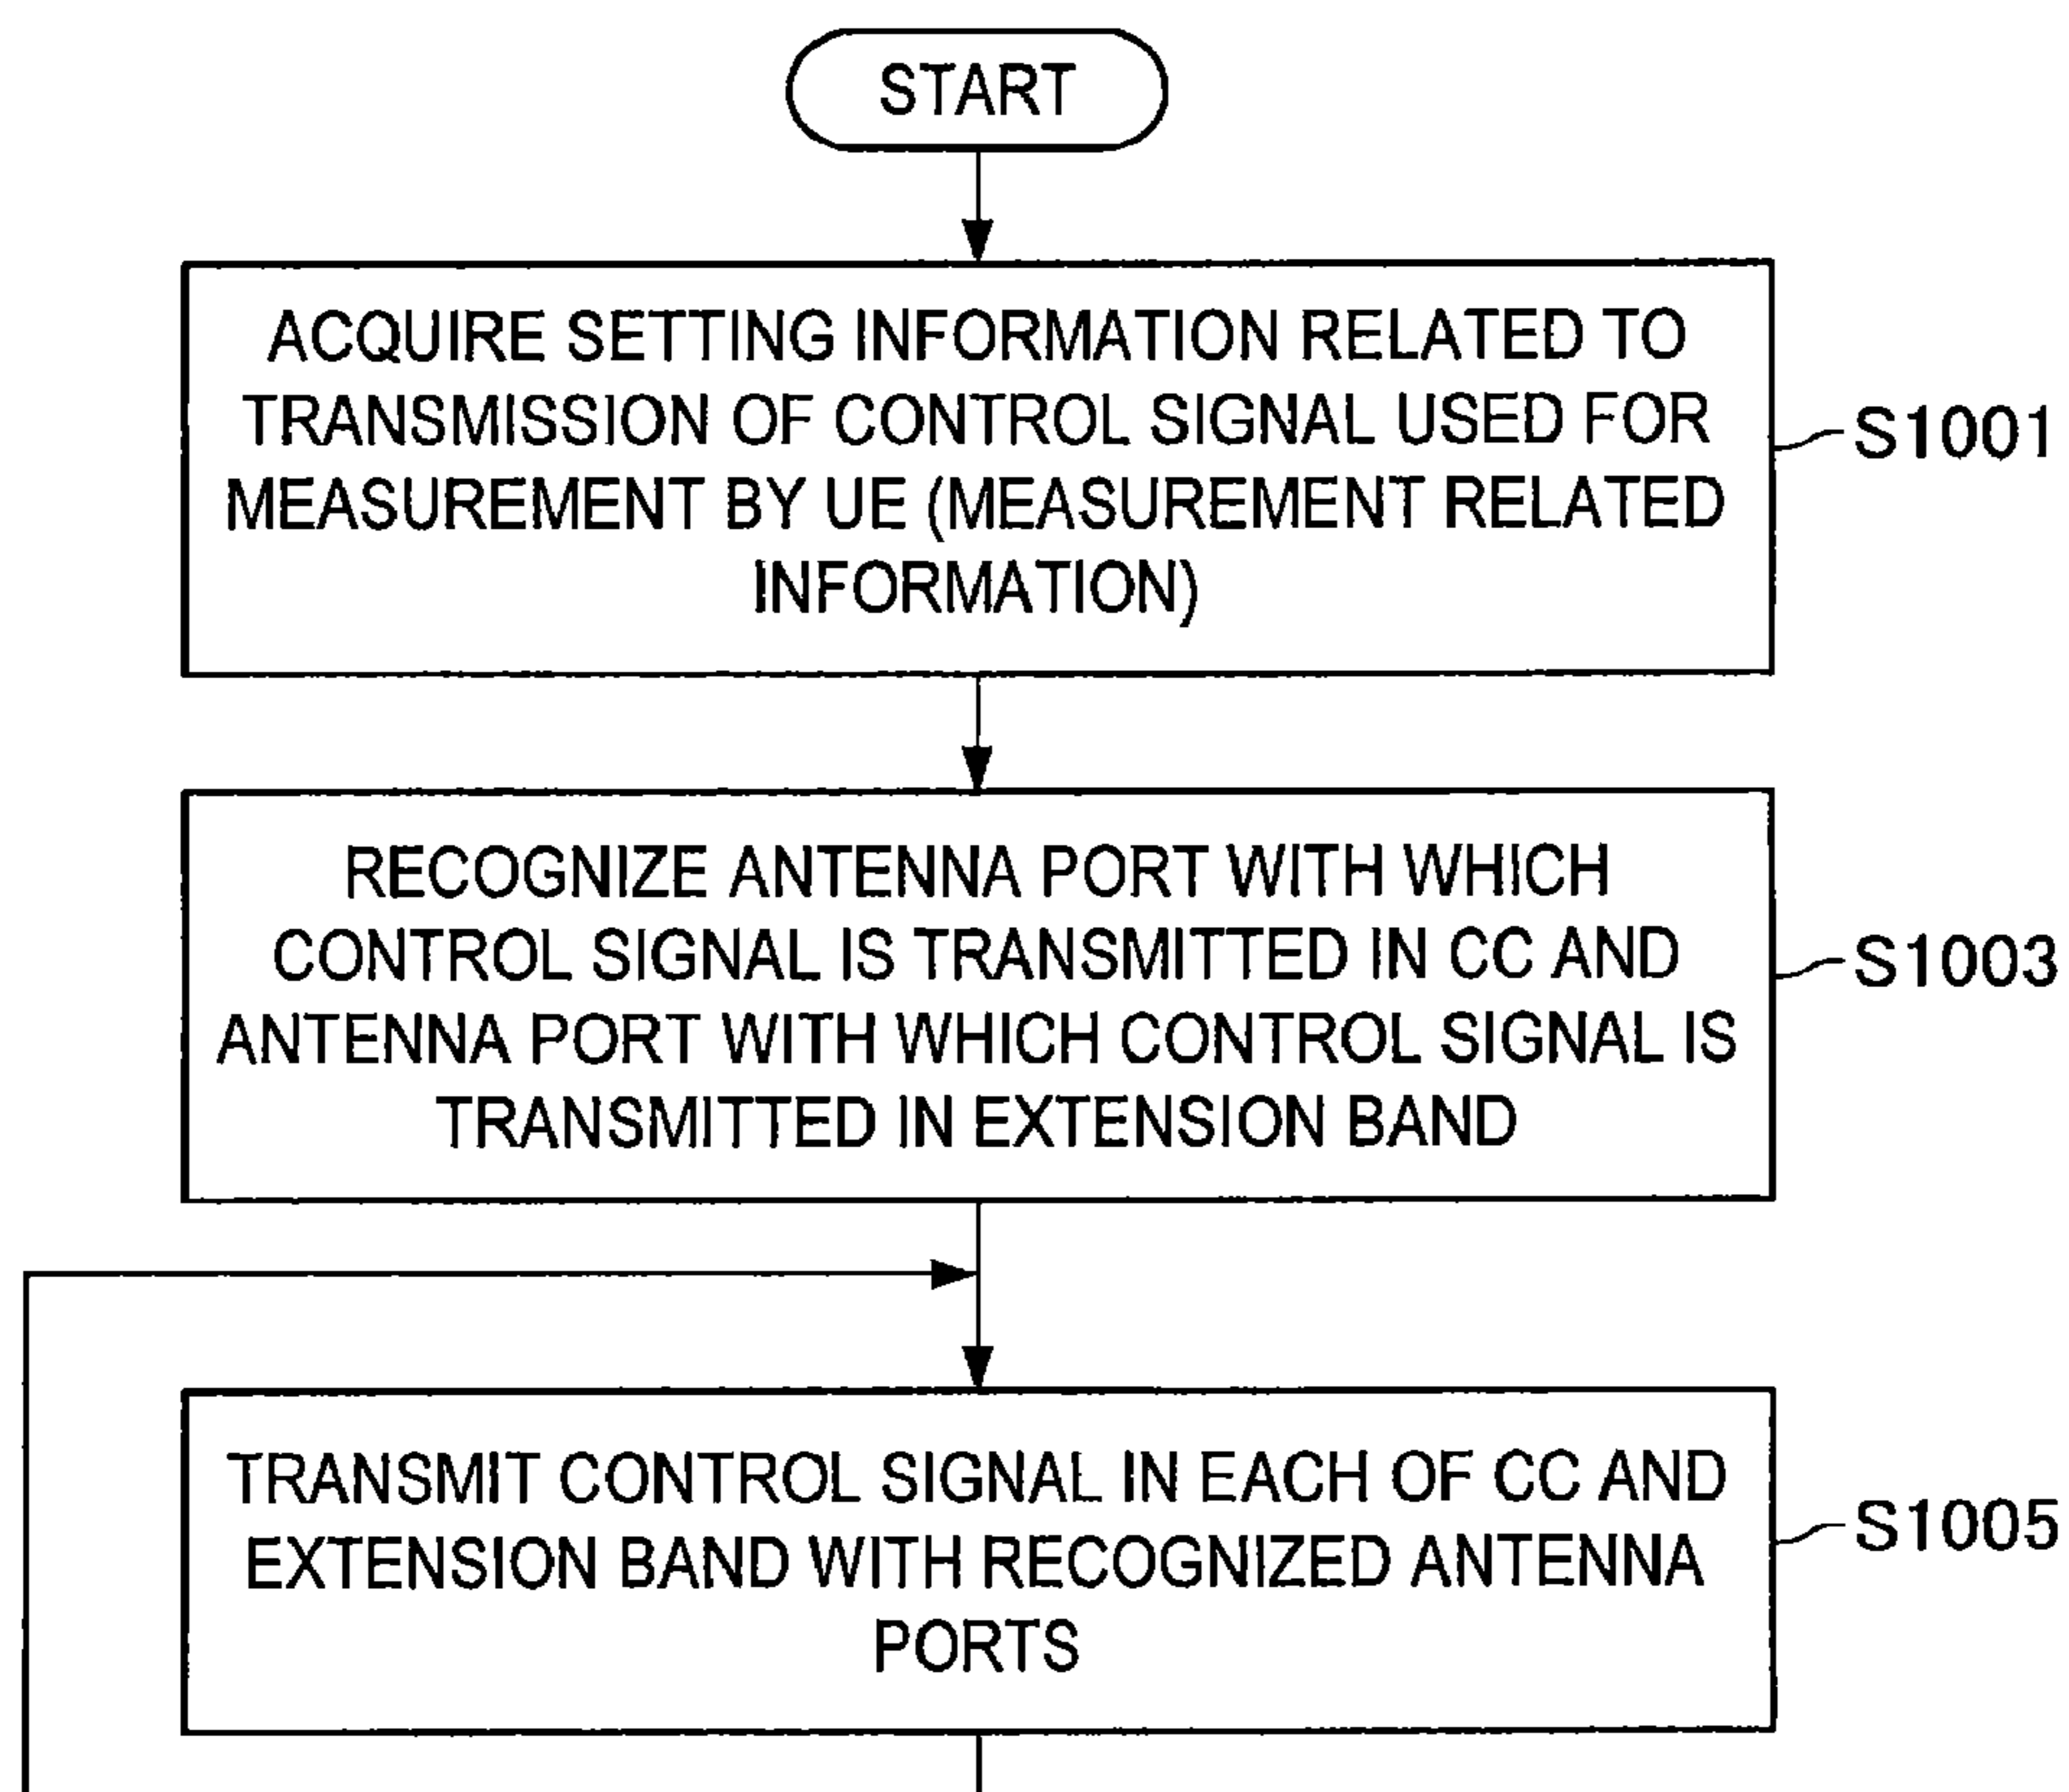 START
ACQUIRE SETTING INFORMATION RELATED TO
TRANSMISSION OF CONTROL SIGNAL USED FOR
MEASUREMENT BY UE (MEASUREMENT RELATED
INFORMATION)
S1001
RECOGNIZE ANTENNA PORT WITH WHICH
CONTROL SIGNAL IS TRANSMITTED IN CC AND
ANTENNA PORT WITH WHICH CONTROL SIGNAL IS
TRANSMITTED IN EXTENSION BAND
S1003
TRANSMIT CONTROL SIGNAL IN EACH OF CC AND
EXTENSION BAND WITH RECOGNIZED ANTENNA
PORTS
S1005